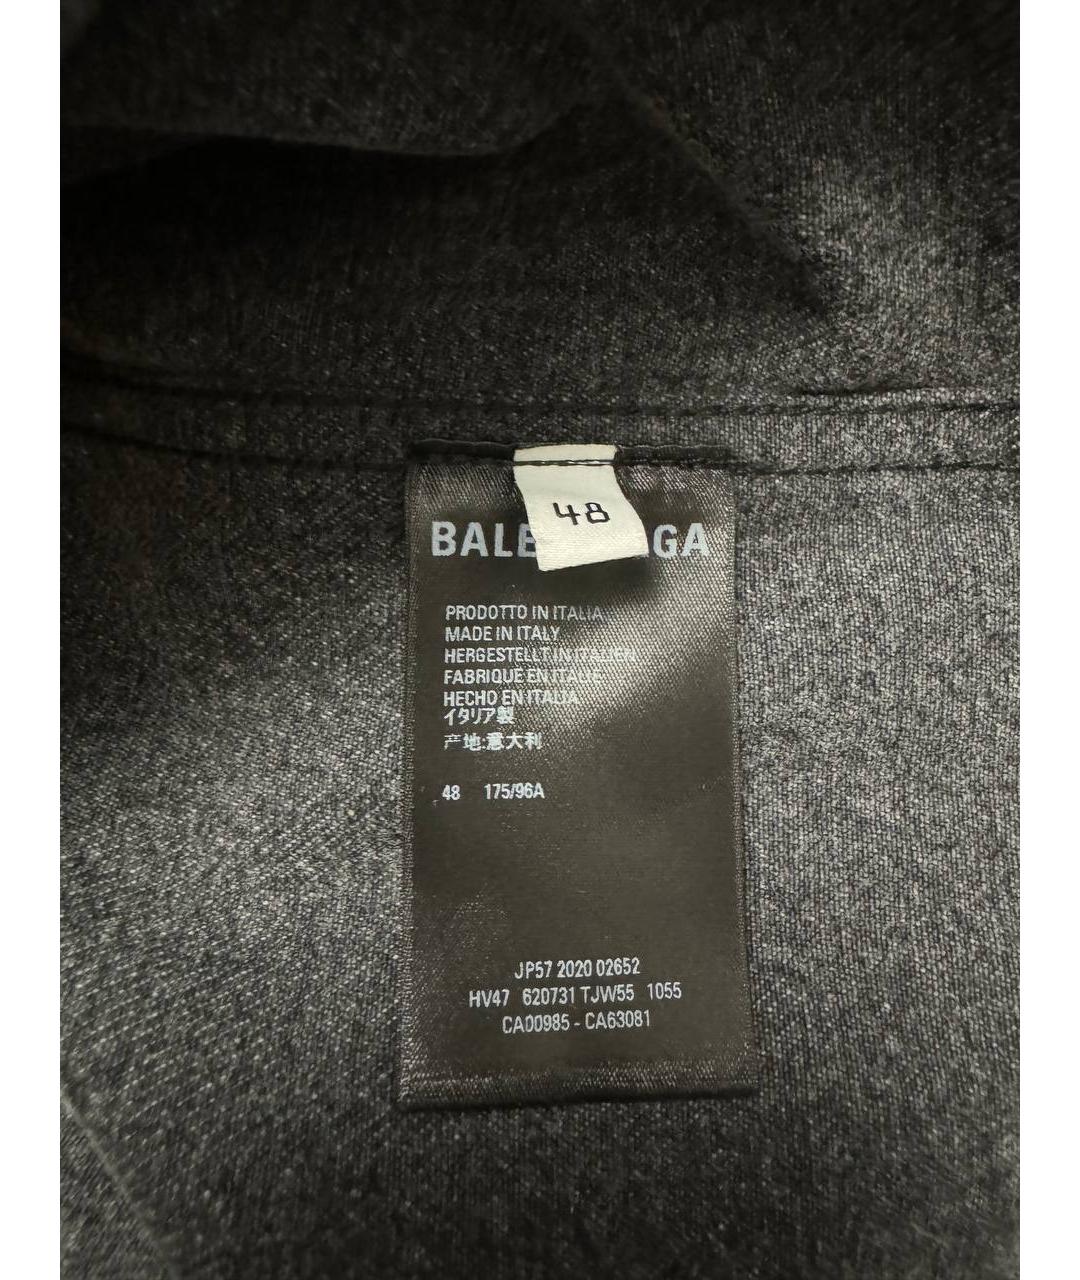 48
BALE GA
PRODOTTO IN ITALIA
MADE IN ITALY
HERGESTELLT IN ITALIEN
FABRIQUE EN ITALIE
HECHO EN ITALIA
イタリア製
产地:意大利
48 175/96A
JP57 2020 02652
HV47 620731 TJW55 1055
CA00985 - CA63081